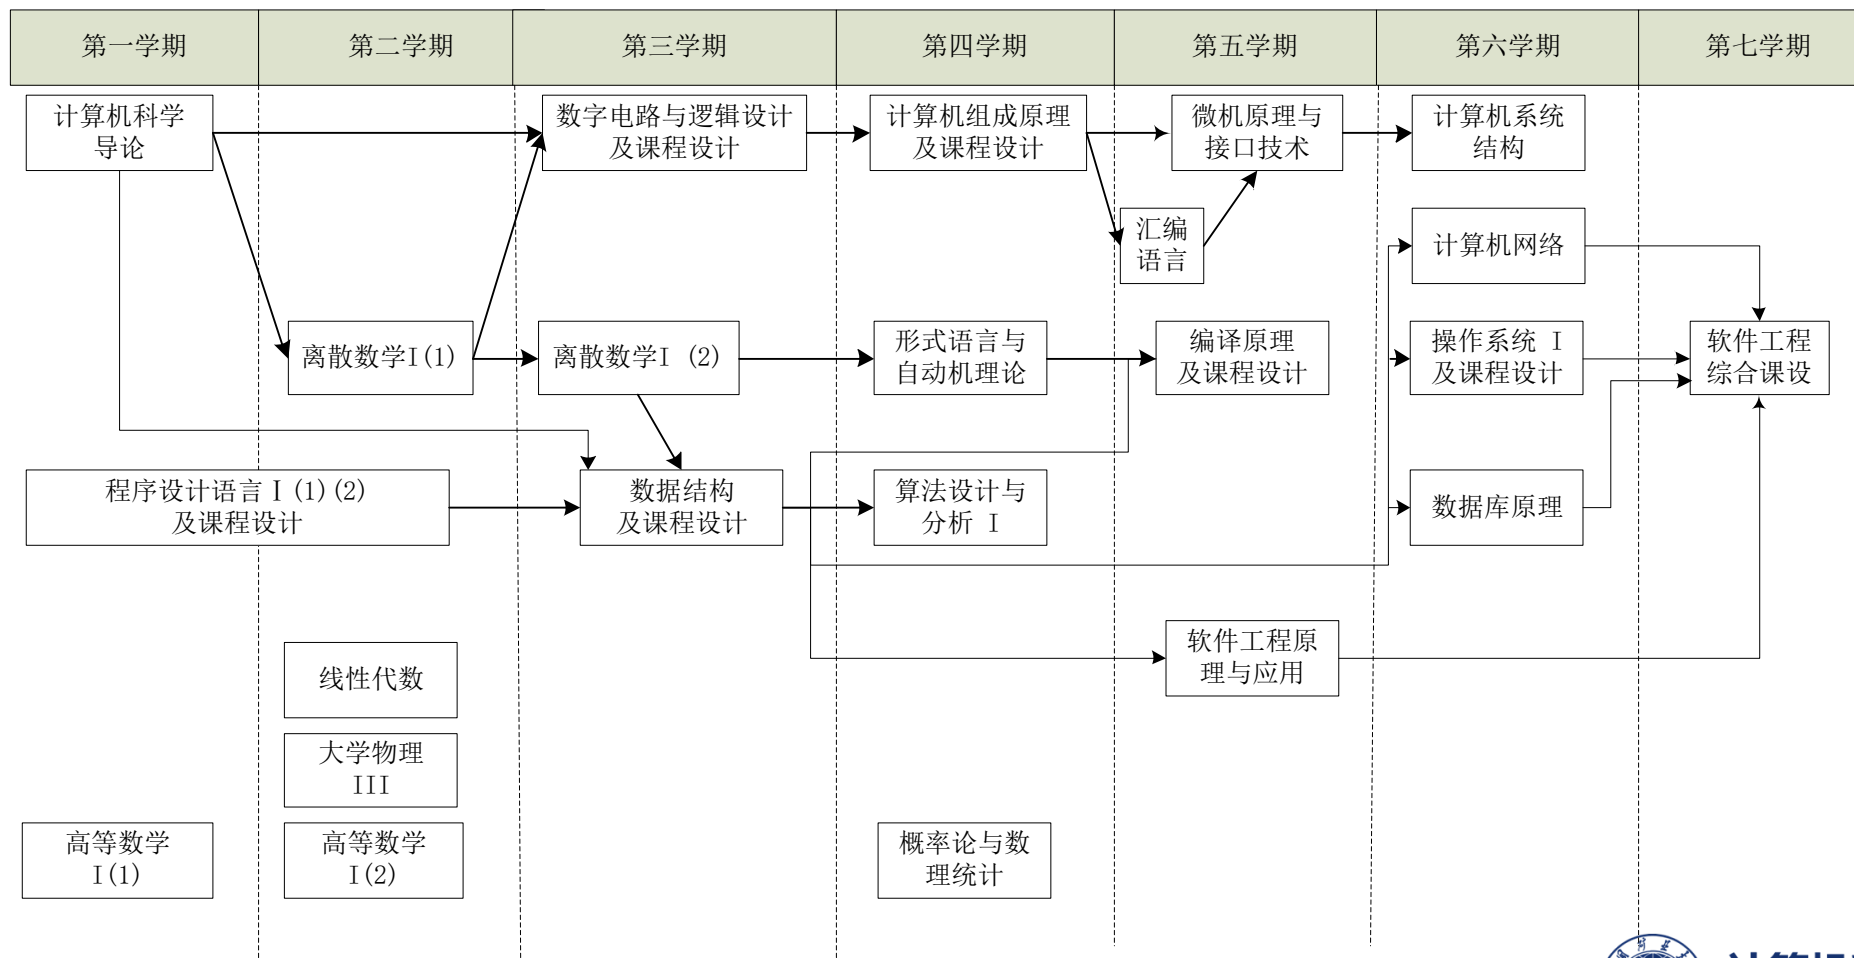 第一学期
第二学期
第三学期
第四学期
第五学期
第六学期
第七学期
计算机科学
导论
数字电路与逻辑设计
及课程设计
计算机组成原理
及课程设计
微机原理与
接口技术
计算机系统
结构
汇编
语言
计算机网络
离散数学I(1)
离散数学I (2)
形式语言与
自动机理论
编译原理
及课程设计
操作系统 I
及课程设计
软件工程
综合课设
程序设计语言 I (1)(2)
及课程设计
数据结构
及课程设计
算法设计与
分析 I
数据库原理
软件工程原
理与应用
线性代数
大学物理
III
高等数学
I(1)
高等数学
I(2)
概率论与数
理统计